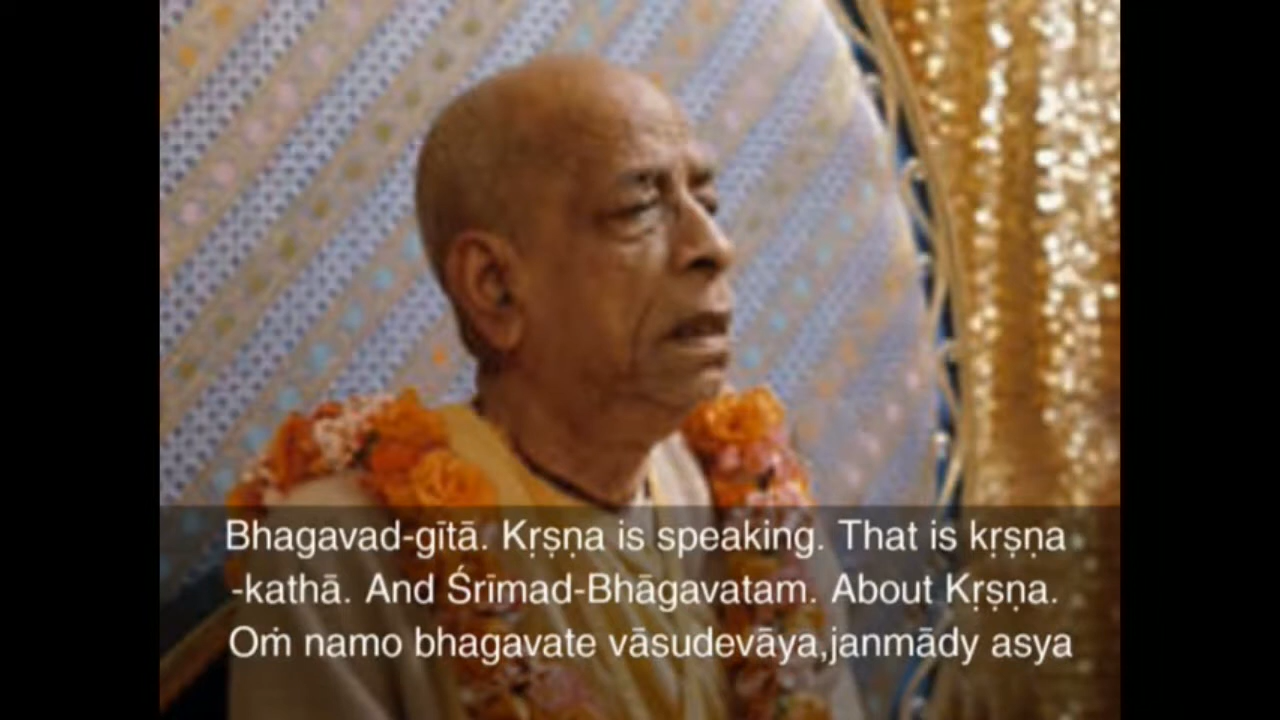 Bhagavad-gītā. Kṛṣṇa is speaking. That is kṛṣṇa
-kathā. And Śrīmad-Bhāgavatam. About Kṛṣṇa.
Oṁ namo bhagavate vāsudevāya,janmādy asya